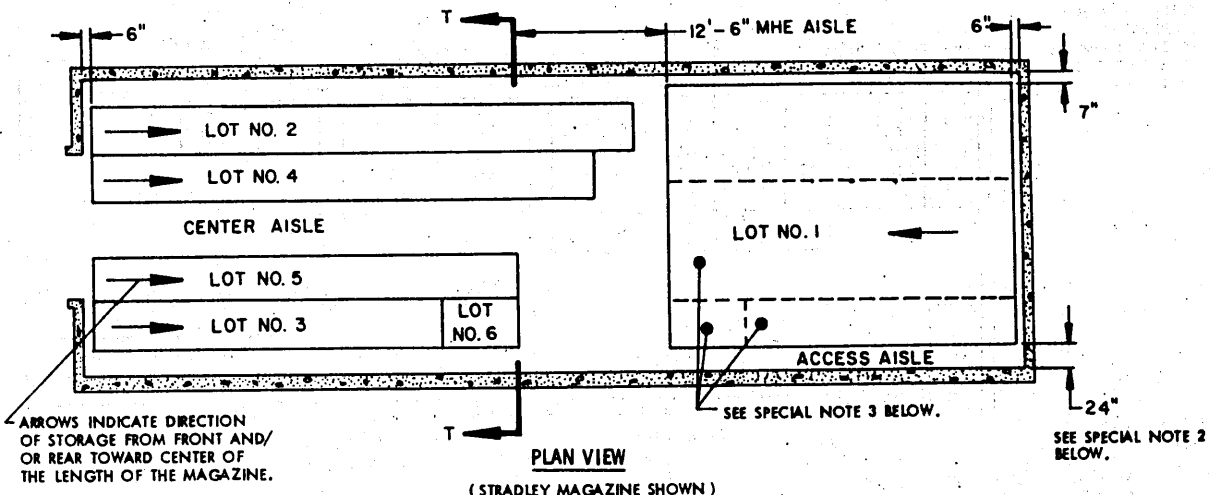 T
6"
12'-6" MHE AISLE
6"
7"
LOT NO. 2
LOT NO. 4
CENTER AISLE
LOT NO. 1
LOT NO. 5
LOT NO. 3
LOT
NO. 6
ACCESS AISLE
ARROWS INDICATE DIRECTION
OF STORAGE FROM FRONT AND/
OR REAR TOWARD CENTER OF
THE LENGTH OF THE MAGAZINE.
SEE SPECIAL NOTE 3 BELOW.
24"
SEE SPECIAL NOTE 2
BELOW.
T
PLAN VIEW
(STRADLEY MAGAZINE SHOWN)